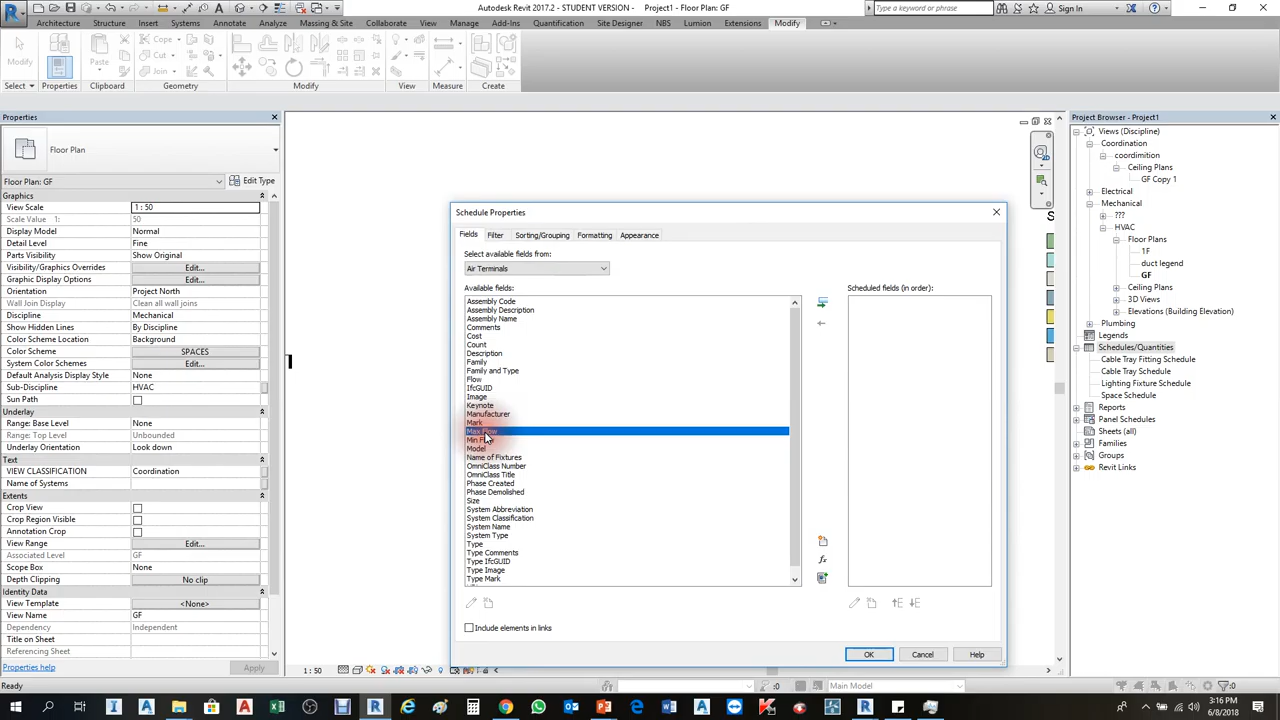 Autodesk Revit 2017.2 - STUDENT VERSION - Project1 - Floor Plan: GF
Type a keyword or phrase
Sign In
Architecture Structure Insert Systems Annotate Analyze Massing & Site Collaborate View Manage Add-Ins Quantification Site Designer NBS Lumion Extensions Modify
Modify
Paste
Cut
Join
Select Properties Clipboard Geometry Modify View Measure Create
Properties
Floor Plan
Floor Plan: GF
Edit Type
Graphics
View Scale 1 : 50
Scale Value 1: 50
Display Model Normal
Detail Level Fine
Parts Visibility Show Original
Visibility/Graphics Overrides Edit...
Graphic Display Options Edit...
Orientation Project North
Wall Join Display Clean all wall joins
Discipline Mechanical
Show Hidden Lines By Discipline
Color Scheme Location Background
Color Scheme SPACES
System Color Schemes Edit...
Default Analysis Display Style None
Sub-Discipline HVAC
Sun Path
Underlay
Range: Base Level None
Range: Top Level Unbounded
Underlay Orientation Look down
Text
VIEW CLASSIFICATION Coordination
Name of Systems
Extents
Crop View
Crop Region Visible
Annotation Crop
View Range Edit...
Associated Level GF
Scope Box None
Depth Clipping No clip
Identity Data
View Template <None>
View Name GF
Dependency Independent
Title on Sheet
Properties help
Apply
Schedule Properties
Fields Filter Sorting/Grouping Formatting Appearance
Select available fields from:
Air Terminals
Available fields:
Scheduled fields (in order):
Assembly Code
Assembly Description
Assembly Name
Comments
Cost
Count
Description
Family
Family and Type
Flow
IfcGUID
Image
Keynote
Manufacturer
Mark
Max Flow
Model
Name of Fixtures
OmniClass Number
OmniClass Title
Phase Created
Phase Demolished
Size
System Abbreviation
System Classification
System Name
System Type
Type
Type Comments
Type IfcGUID
Type Image
Type Mark
fx
Include elements in links
OK
Cancel
Help
S
Project Browser - Project1
Views (Discipline)
Coordination
coordimition
Ceiling Plans
GF Copy 1
Electrical
Mechanical
???
HVAC
Floor Plans
1F
duct legend
GF
Ceiling Plans
3D Views
Elevations (Building Elevation)
Plumbing
Legends
Schedules/Quantities
Cable Tray Fitting Schedule
Cable Tray Schedule
Lighting Fixture Schedule
Space Schedule
Reports
Panel Schedules
Sheets (all)
Families
Groups
Revit Links
1 : 50
Ready
:0
Main Model
:0
3:16 PM
6/8/2018